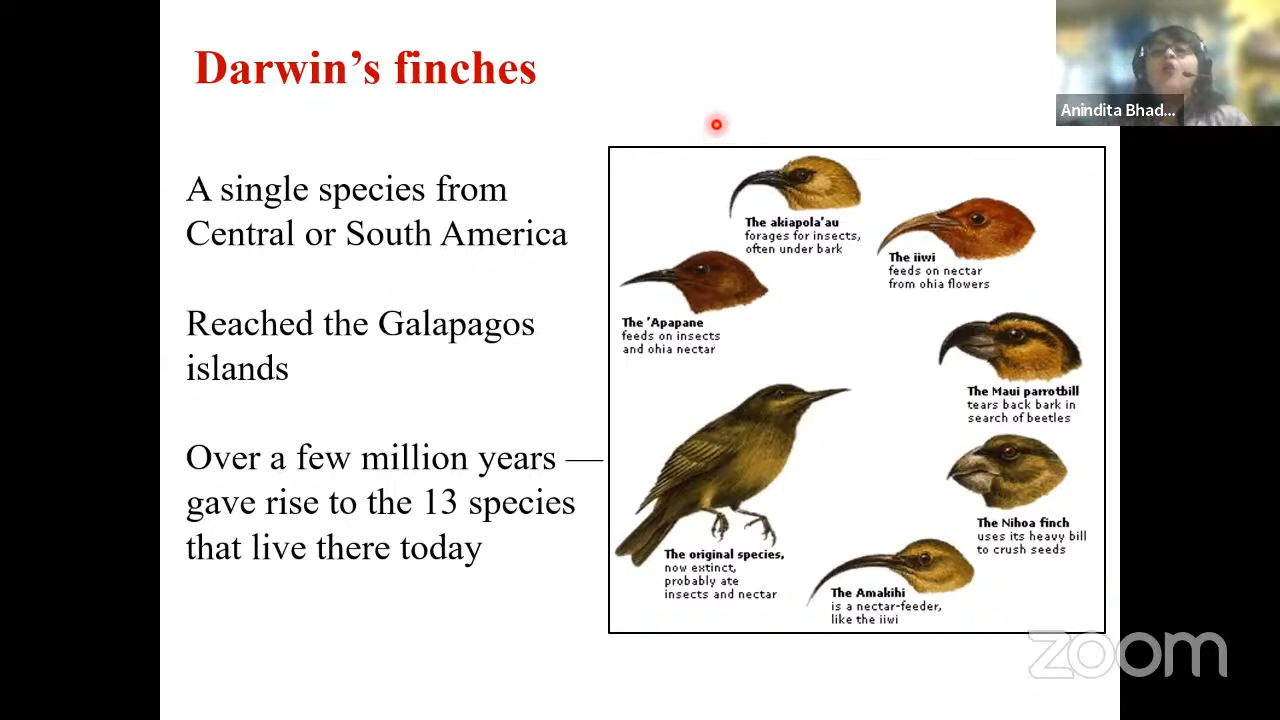 Darwin's finches
Anindita Bhad...
A single species from
Central or South America
Reached the Galapagos
islands
Over a few million years —
gave rise to the 13 species
that live there today
The akiapola'au
forages for insects,
often under bark
The iiwi
feeds on nectar
from ohia flowers
The 'Apapane
feeds on insects
and ohia nectar
The Maui parrotbill
tears back bark in
search of beetles
The Nihoa finch
uses its heavy bill
to crush seeds
The original species,
now extinct,
probably ate
insects and nectar
The Amakihi
is a nectar-feeder,
like the iiwi
zoom